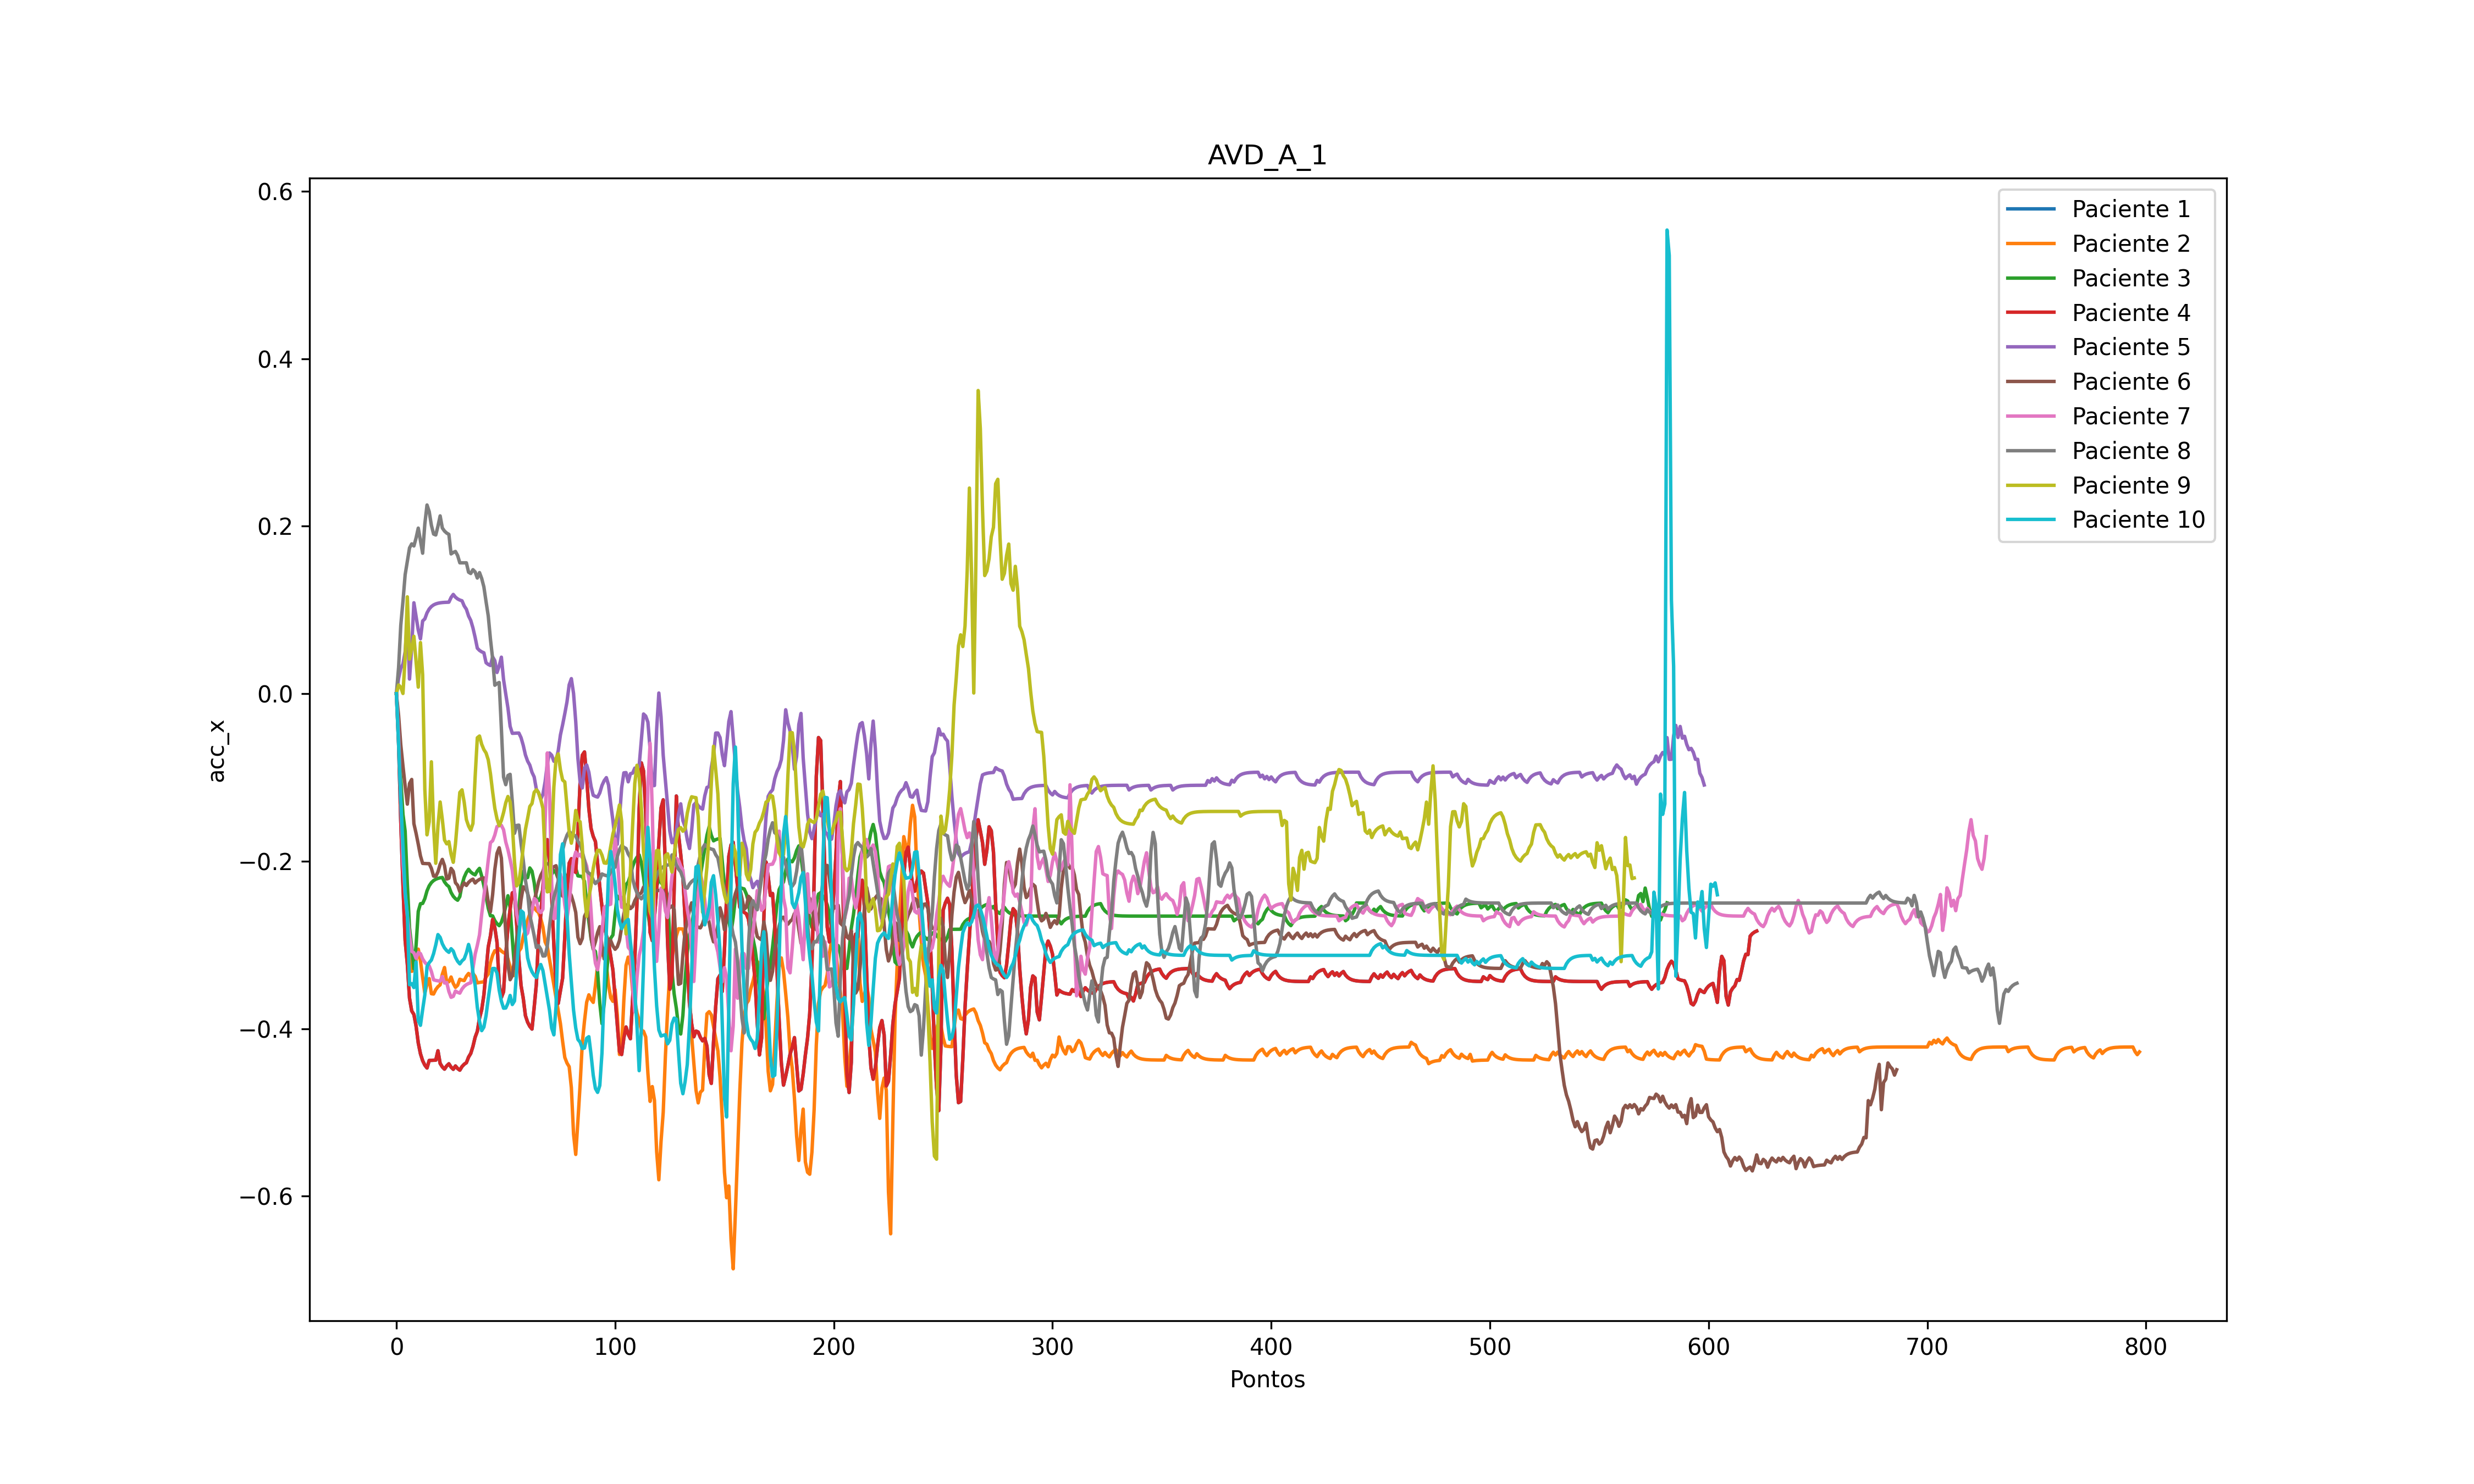 AVD_A_1
0.6
0.4
0.2
0.0
−0.2
−0.4
−0.6
acc_x
0 100 200 300 400 500 600 700 800
Pontos
Paciente 1
Paciente 2
Paciente 3
Paciente 4
Paciente 5
Paciente 6
Paciente 7
Paciente 8
Paciente 9
Paciente 10